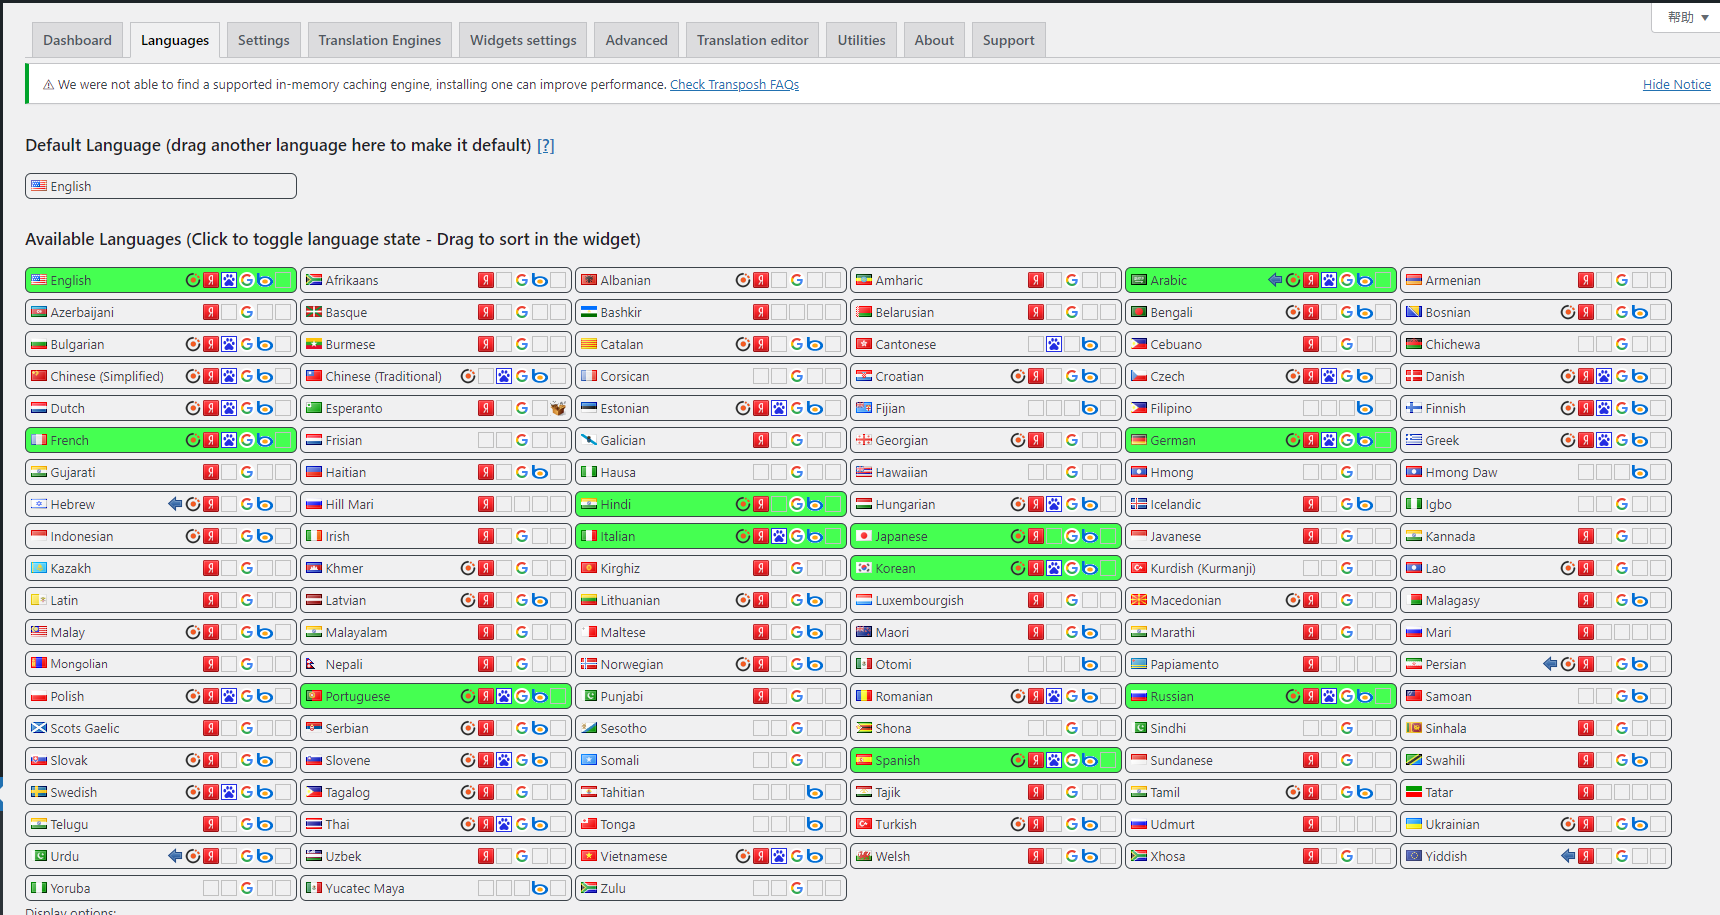 帮助 ▼
Dashboard Languages Settings Translation Engines Widgets settings Advanced Translation editor Utilities About Support
⚠ We were not able to find a supported in-memory caching engine, installing one can improve performance. Check Transposh FAQs Hide Notice
Default Language (drag another language here to make it default) [?]
English
Available Languages (Click to toggle language state - Drag to sort in the widget)
English Afrikaans Albanian Amharic Arabic Armenian
Azerbaijani Basque Bashkir Belarusian Bengali Bosnian
Bulgarian Burmese Catalan Cantonese Cebuano Chichewa
Chinese (Simplified) Chinese (Traditional) Corsican Croatian Czech Danish
Dutch Esperanto Estonian Fijian Filipino Finnish
French Frisian Galician Georgian German Greek
Gujarati Haitian Hausa Hawaiian Hmong Hmong Daw
Hebrew Hill Mari Hindi Hungarian Icelandic Igbo
Indonesian Irish Italian Japanese Javanese Kannada
Kazakh Khmer Kirghiz Korean Kurdish (Kurmanji) Lao
Latin Latvian Lithuanian Luxembourgish Macedonian Malagasy
Malay Malayalam Maltese Maori Marathi Mari
Mongolian Nepali Norwegian Otomi Papiamento Persian
Polish Portuguese Punjabi Romanian Russian Samoan
Scots Gaelic Serbian Sesotho Shona Sindhi Sinhala
Slovak Slovene Somali Spanish Sundanese Swahili
Swedish Tagalog Tahitian Tajik Tamil Tatar
Telugu Thai Tonga Turkish Udmurt Ukrainian
Urdu Uzbek Vietnamese Welsh Xhosa Yiddish
Yoruba Yucatec Maya Zulu
Display options: